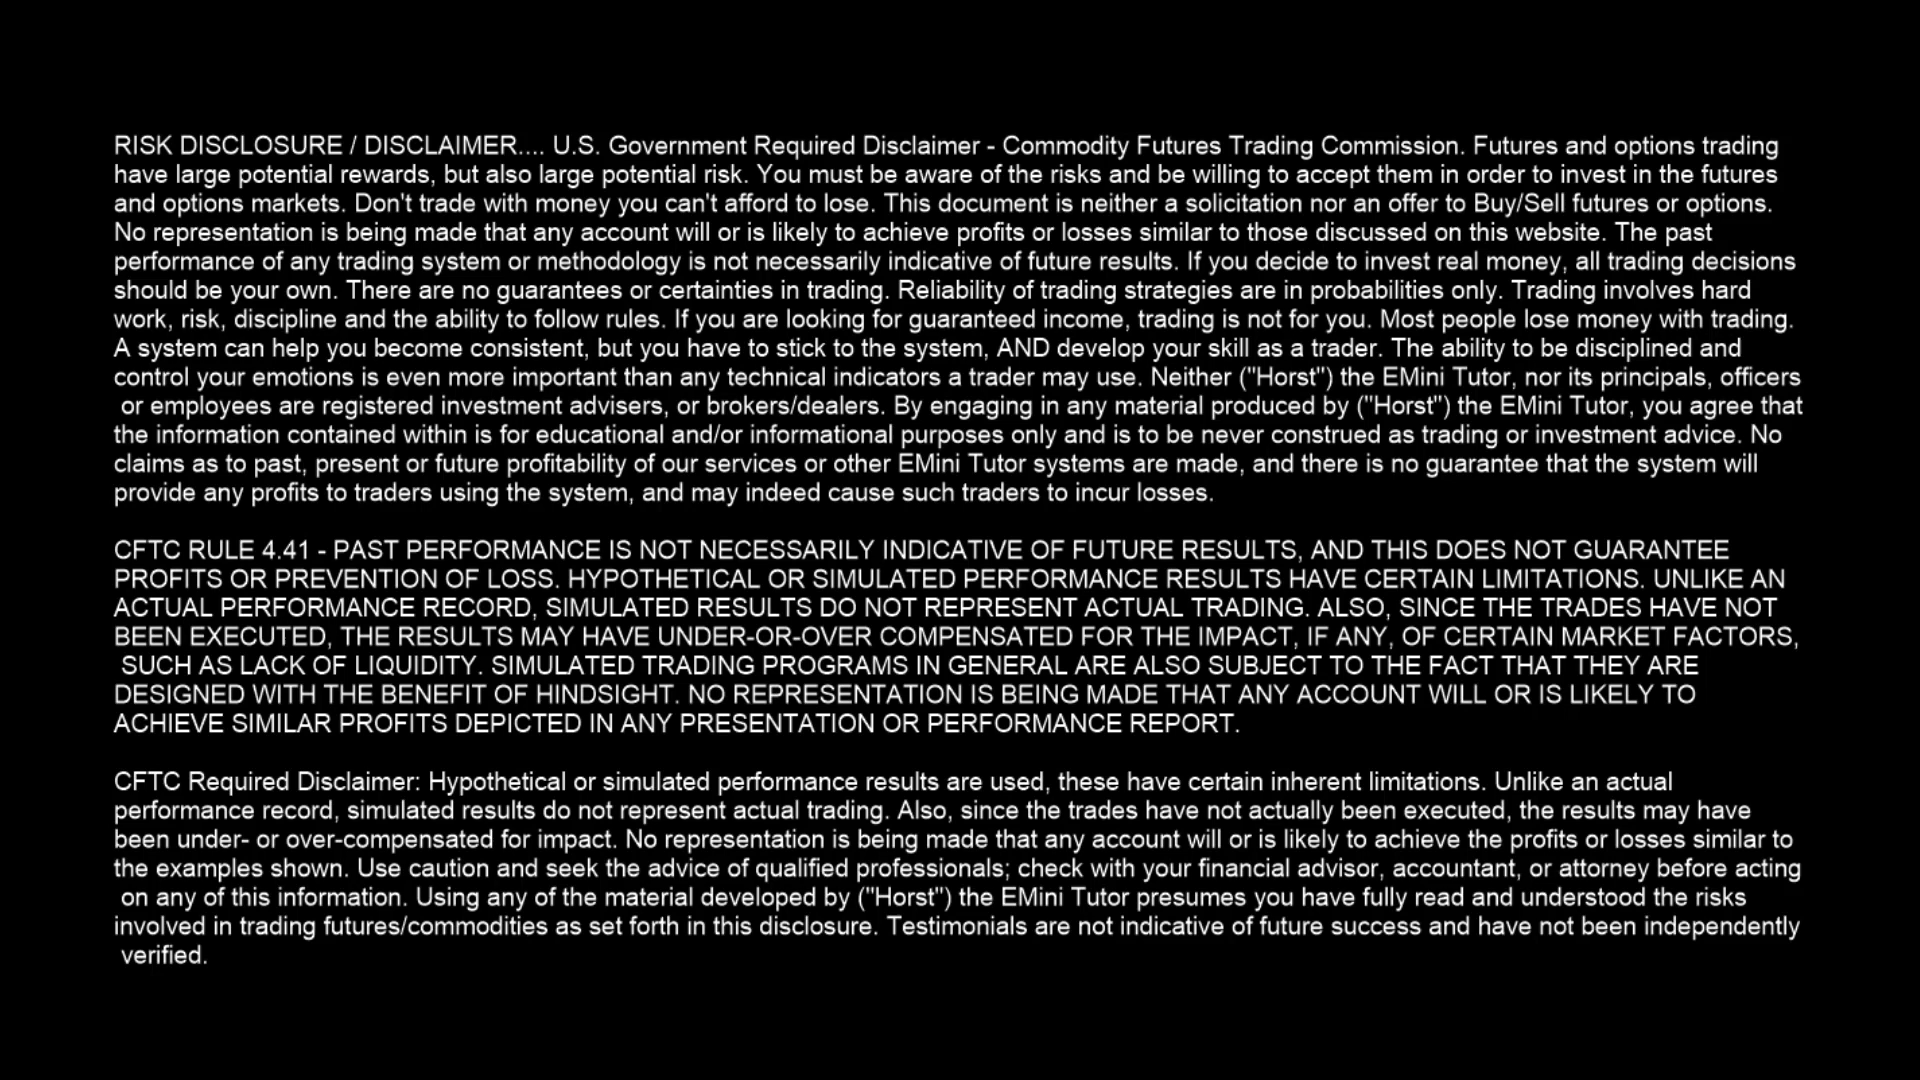 RISK DISCLOSURE / DISCLAIMER.... U.S. Government Required Disclaimer - Commodity Futures Trading Commission. Futures and options trading
have large potential rewards, but also large potential risk. You must be aware of the risks and be willing to accept them in order to invest in the futures
and options markets. Don't trade with money you can't afford to lose. This document is neither a solicitation nor an offer to Buy/Sell futures or options.
No representation is being made that any account will or is likely to achieve profits or losses similar to those discussed on this website. The past
performance of any trading system or methodology is not necessarily indicative of future results. If you decide to invest real money, all trading decisions
should be your own. There are no guarantees or certainties in trading. Reliability of trading strategies are in probabilities only. Trading involves hard
work, risk, discipline and the ability to follow rules. If you are looking for guaranteed income, trading is not for you. Most people lose money with trading.
A system can help you become consistent, but you have to stick to the system, AND develop your skill as a trader. The ability to be disciplined and
control your emotions is even more important than any technical indicators a trader may use. Neither ("Horst") the EMini Tutor, nor its principals, officers
or employees are registered investment advisers, or brokers/dealers. By engaging in any material produced by ("Horst") the EMini Tutor, you agree that
the information contained within is for educational and/or informational purposes only and is to be never construed as trading or investment advice. No
claims as to past, present or future profitability of our services or other EMini Tutor systems are made, and there is no guarantee that the system will
provide any profits to traders using the system, and may indeed cause such traders to incur losses.
CFTC RULE 4.41 - PAST PERFORMANCE IS NOT NECESSARILY INDICATIVE OF FUTURE RESULTS, AND THIS DOES NOT GUARANTEE
PROFITS OR PREVENTION OF LOSS. HYPOTHETICAL OR SIMULATED PERFORMANCE RESULTS HAVE CERTAIN LIMITATIONS. UNLIKE AN
ACTUAL PERFORMANCE RECORD, SIMULATED RESULTS DO NOT REPRESENT ACTUAL TRADING. ALSO, SINCE THE TRADES HAVE NOT
BEEN EXECUTED, THE RESULTS MAY HAVE UNDER-OR-OVER COMPENSATED FOR THE IMPACT, IF ANY, OF CERTAIN MARKET FACTORS,
SUCH AS LACK OF LIQUIDITY. SIMULATED TRADING PROGRAMS IN GENERAL ARE ALSO SUBJECT TO THE FACT THAT THEY ARE
DESIGNED WITH THE BENEFIT OF HINDSIGHT. NO REPRESENTATION IS BEING MADE THAT ANY ACCOUNT WILL OR IS LIKELY TO
ACHIEVE SIMILAR PROFITS DEPICTED IN ANY PRESENTATION OR PERFORMANCE REPORT.
CFTC Required Disclaimer: Hypothetical or simulated performance results are used, these have certain inherent limitations. Unlike an actual
performance record, simulated results do not represent actual trading. Also, since the trades have not actually been executed, the results may have
been under- or over-compensated for impact. No representation is being made that any account will or is likely to achieve the profits or losses similar to
the examples shown. Use caution and seek the advice of qualified professionals; check with your financial advisor, accountant, or attorney before acting
on any of this information. Using any of the material developed by ("Horst") the EMini Tutor presumes you have fully read and understood the risks
involved in trading futures/commodities as set forth in this disclosure. Testimonials are not indicative of future success and have not been independently
verified.